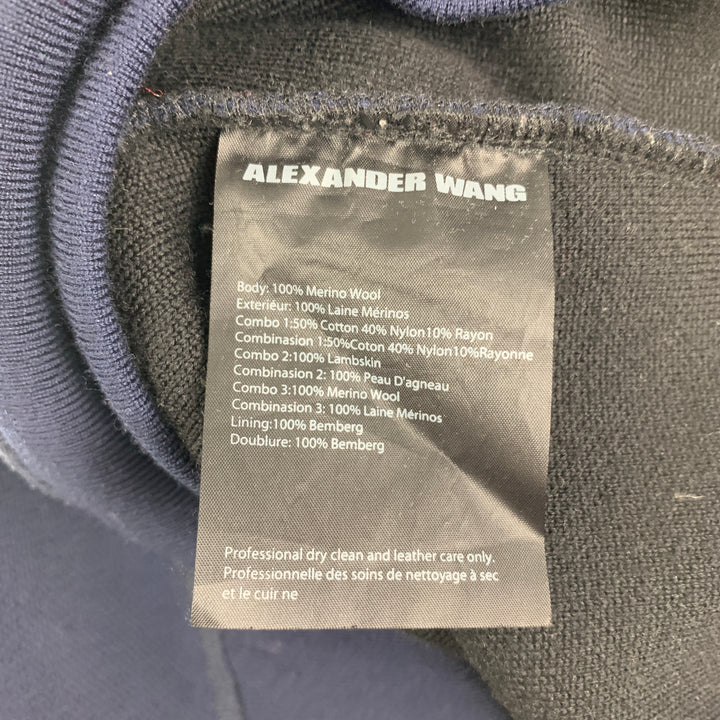 ALEXANDER WANG
Body: 100% Merino Wool
Exterieur: 100% Laine Mérinos
Combo 1:50% Cotton 40% Nylon10% Rayon
Combinasion 1:50%Coton 40% Nylon10%Rayonne
Combo 2:100% Lambskin
Combinasion 2: 100% Peau D'agneau
Combo 3:100% Merino Wool
Combinasion 3: 100% Laine Mérinos
Lining:100% Bemberg
Doublure: 100% Bemberg
Professional dry clean and leather care only.
Professionnelle des soins de nettoyage à sec
et le cuir ne